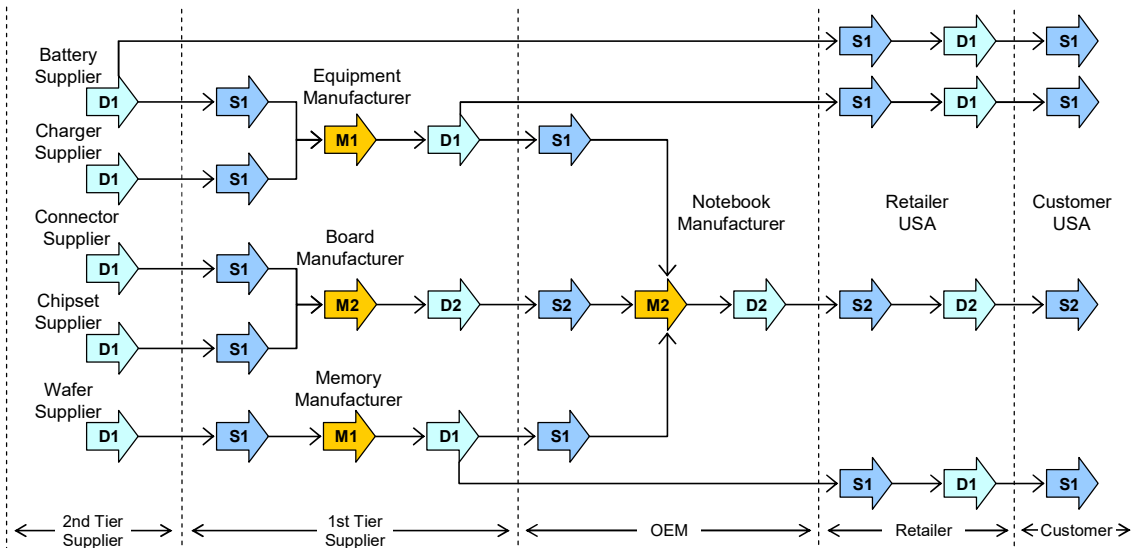 S1
D1
S1
Battery
Supplier
Equipment
Manufacturer
D1
S1
S1
D1
S1
Charger
Supplier
M1
D1
S1
D1
S1
Connector
Supplier
Board
Manufacturer
Notebook
Manufacturer
Retailer
USA
Customer
USA
D1
S1
Chipset
Supplier
M2
D2
S2
M2
D2
S2
D2
S2
D1
S1
Wafer
Supplier
Memory
Manufacturer
D1
S1
M1
D1
S1
S1
D1
S1
2nd Tier
Supplier
1st Tier
Supplier
OEM
Retailer
Customer